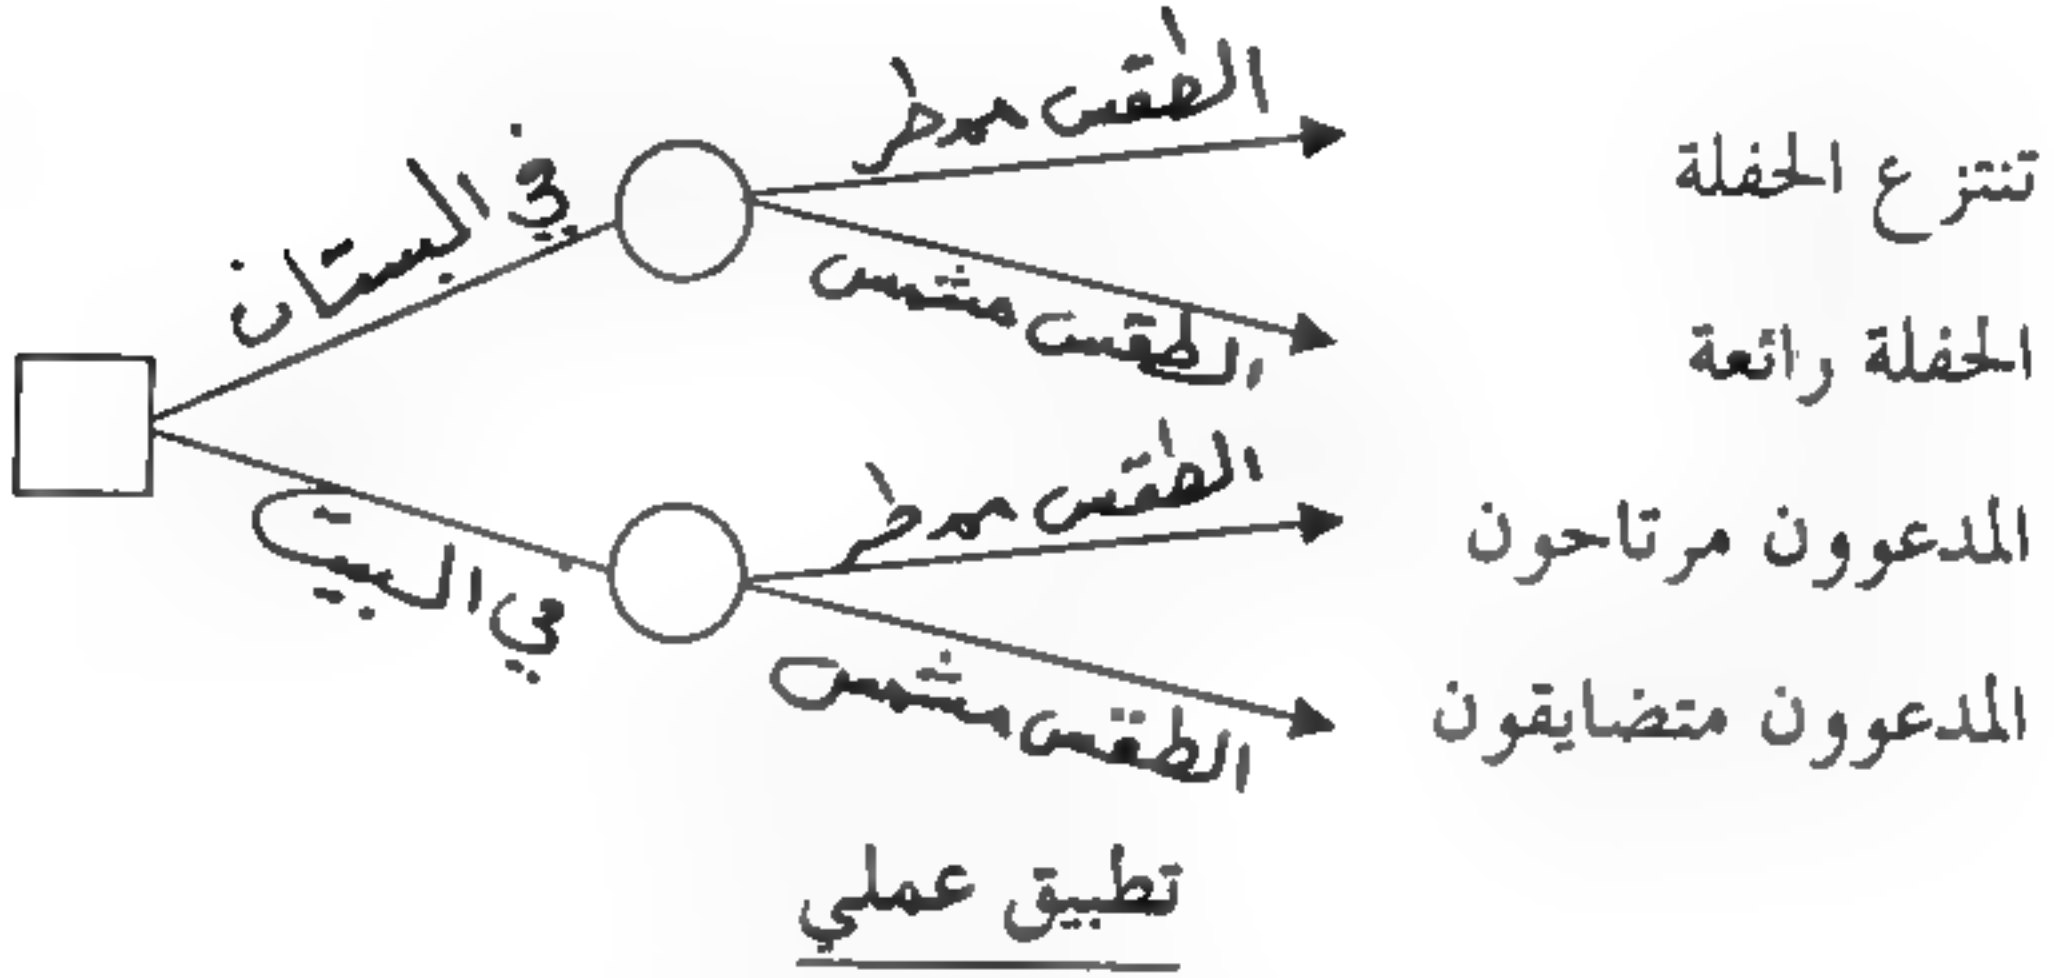 الطقس ممطر
تنتزع الحفلة
في البستان
الطقس مشمس
الحفلة رائعة
الطقس ممطر
المدعوون مرتاحون
في البيت
الطقس مشمس
المدعوون متضايقون
تطبيق عملي